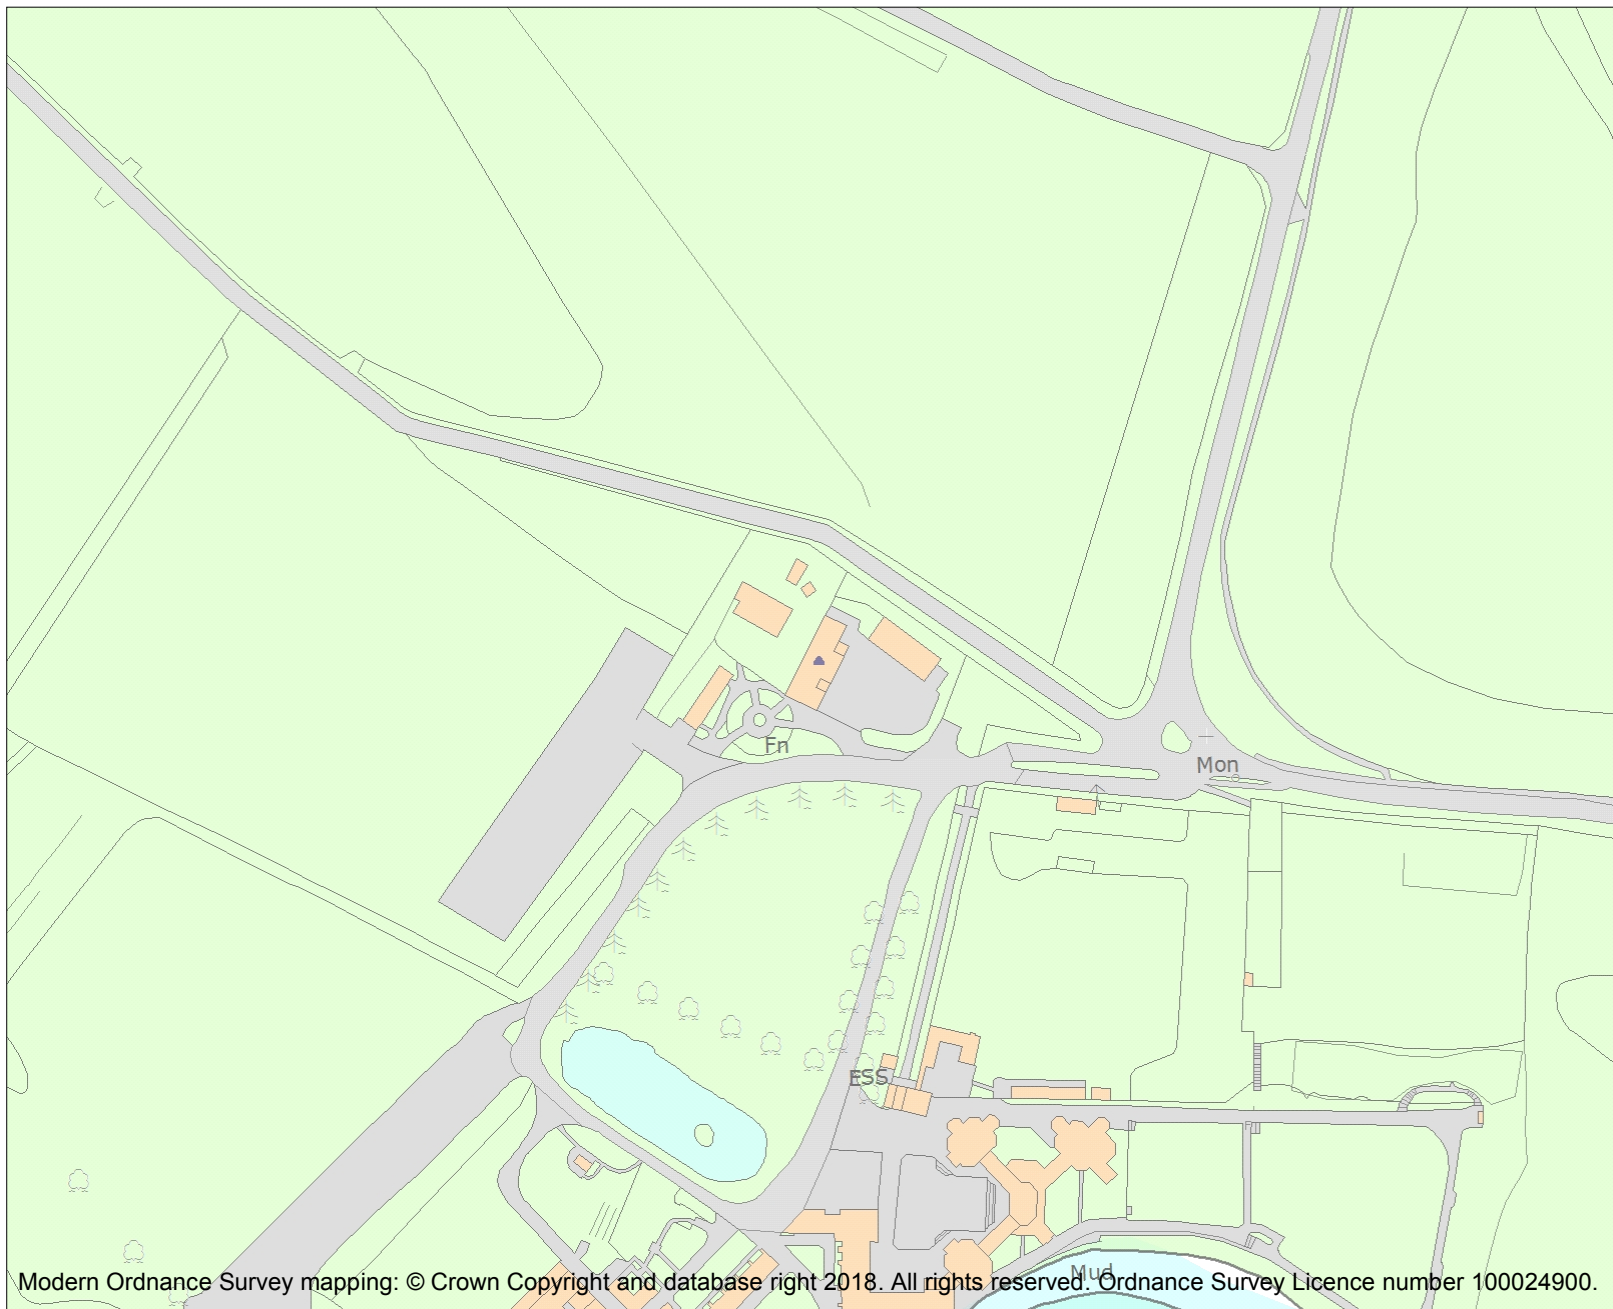 Fn
Mon
ESS
Mud
Modern Ordnance Survey mapping: © Crown Copyright and database right 2018. All rights reserved. Ordnance Survey Licence number 100024900.